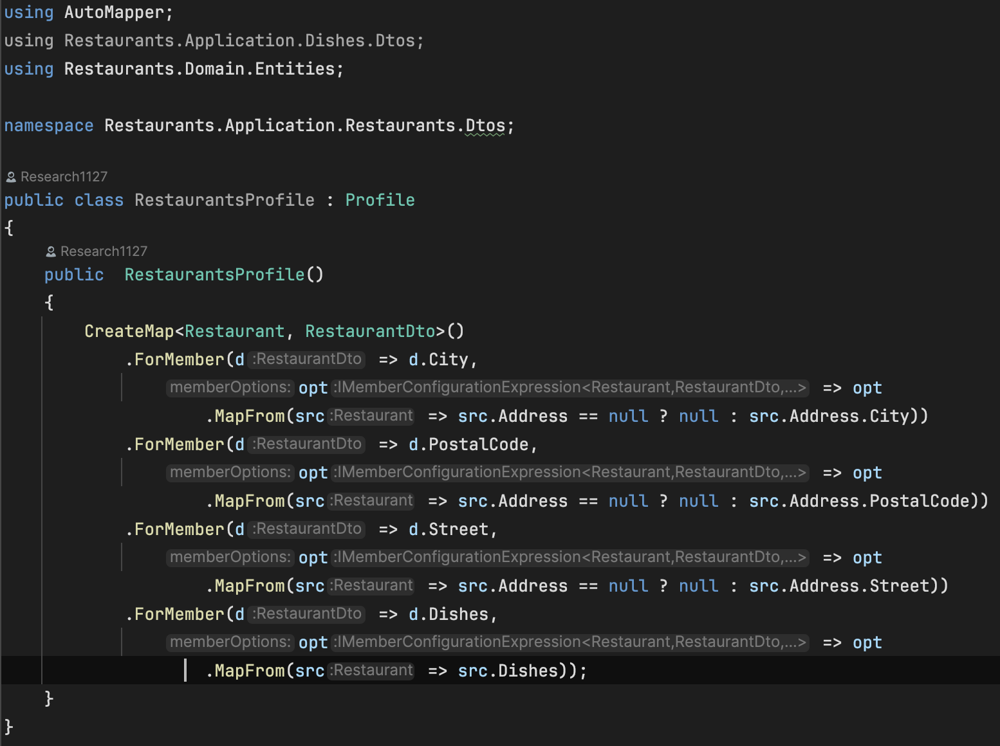 using AutoMapper;
using Restaurants.Application.Dishes.Dtos;
using Restaurants.Domain.Entities;
namespace Restaurants.Application.Restaurants.Dtos;
Research1127
public class RestaurantsProfile : Profile
{
Research1127
public  RestaurantsProfile()
{
CreateMap<Restaurant, RestaurantDto>()
.ForMember(d :RestaurantDto => d.City,
memberOptions: opt :IMemberConfigurationExpression<Restaurant,RestaurantDto,...> => opt
.MapFrom(src :Restaurant => src.Address == null ? null : src.Address.City))
.ForMember(d :RestaurantDto => d.PostalCode,
memberOptions: opt :IMemberConfigurationExpression<Restaurant,RestaurantDto,...> => opt
.MapFrom(src :Restaurant => src.Address == null ? null : src.Address.PostalCode))
.ForMember(d :RestaurantDto => d.Street,
memberOptions: opt :IMemberConfigurationExpression<Restaurant,RestaurantDto,...> => opt
.MapFrom(src :Restaurant => src.Address == null ? null : src.Address.Street))
.ForMember(d :RestaurantDto => d.Dishes,
memberOptions: opt :IMemberConfigurationExpression<Restaurant,RestaurantDto,...> => opt
.MapFrom(src :Restaurant => src.Dishes));
}
}